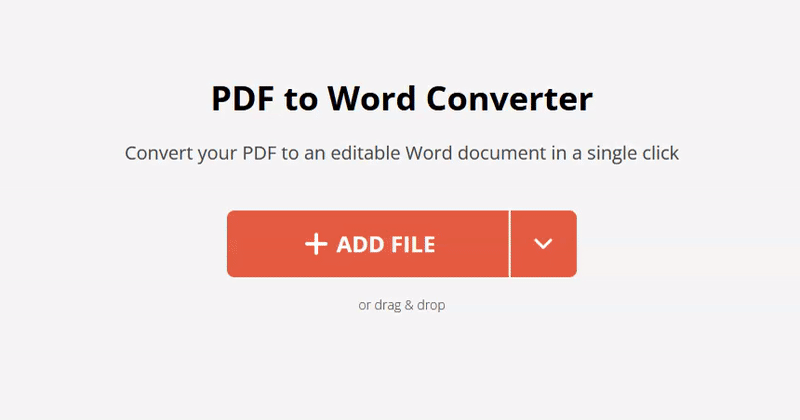 PDF to Word Converter
Convert your PDF to an editable Word document in a single click
ADD FILE
or drag & drop